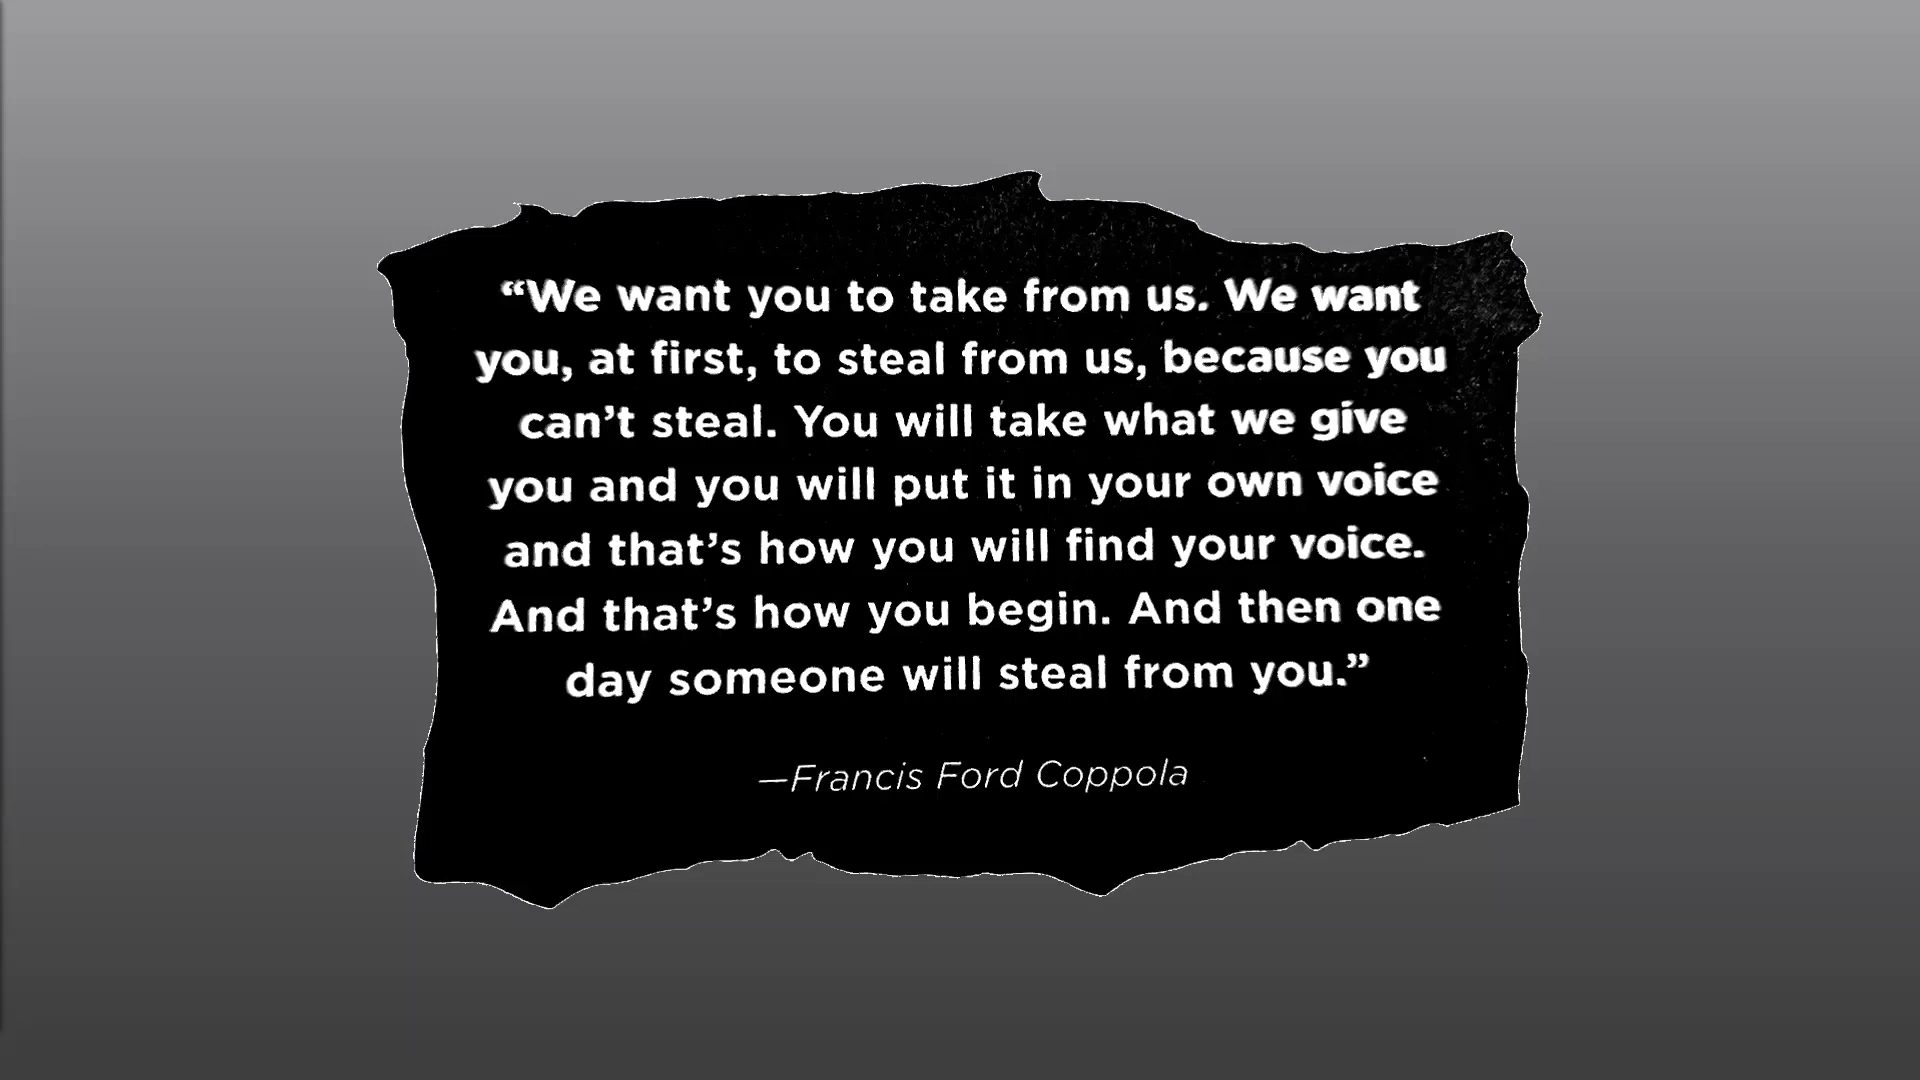 “We want you to take from us. We want
you, at first, to steal from us, because you
can’t steal. You will take what we give
you and you will put it in your own voice
and that’s how you will find your voice.
And that’s how you begin. And then one
day someone will steal from you.”
—Francis Ford Coppola